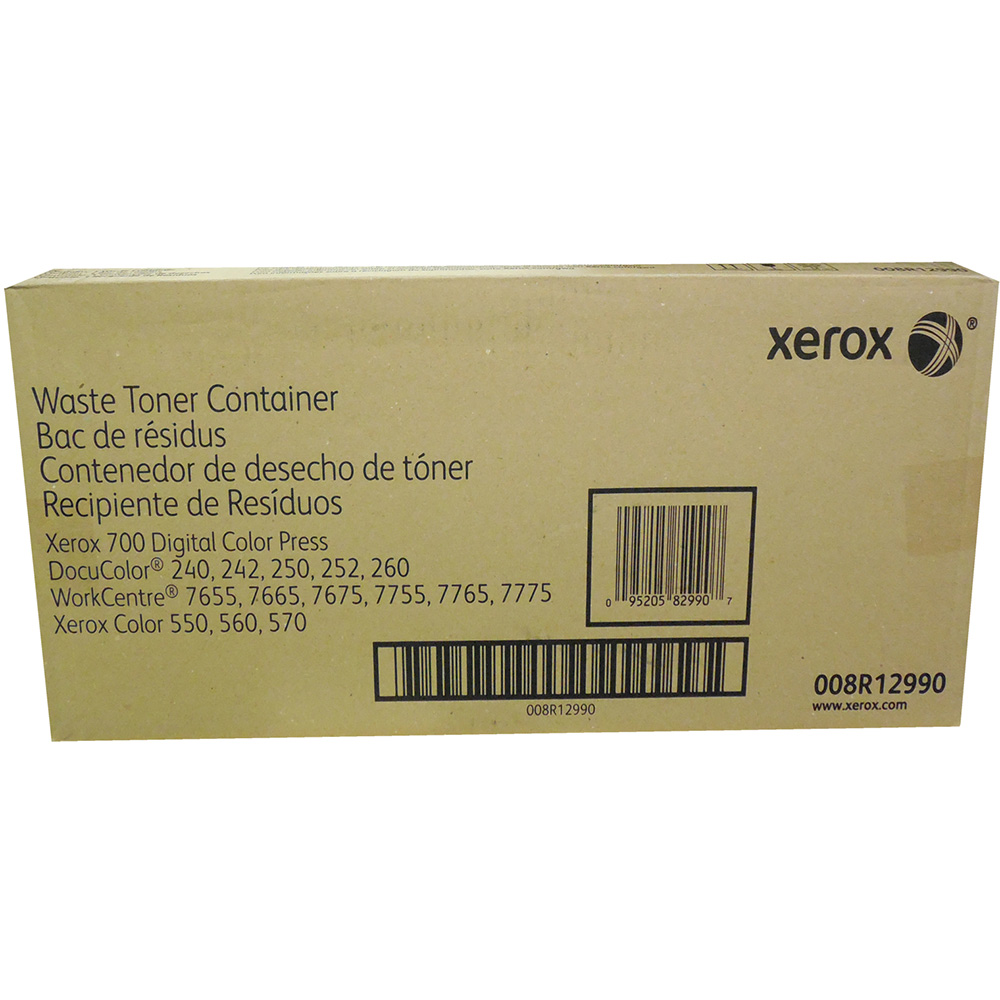 008R12990
xerox ®
Waste Toner Container
Bac de résidus
Contenedor de desecho de tóner
Recipiente de Resíduos
Xerox 700 Digital Color Press
DocuColor® 240, 242, 250, 252, 260
WorkCentre® 7655, 7665, 7675, 7755, 7765, 7775
Xerox Color 550, 560, 570
0 95205 82990 7
008R12990
008R12990
www.xerox.com